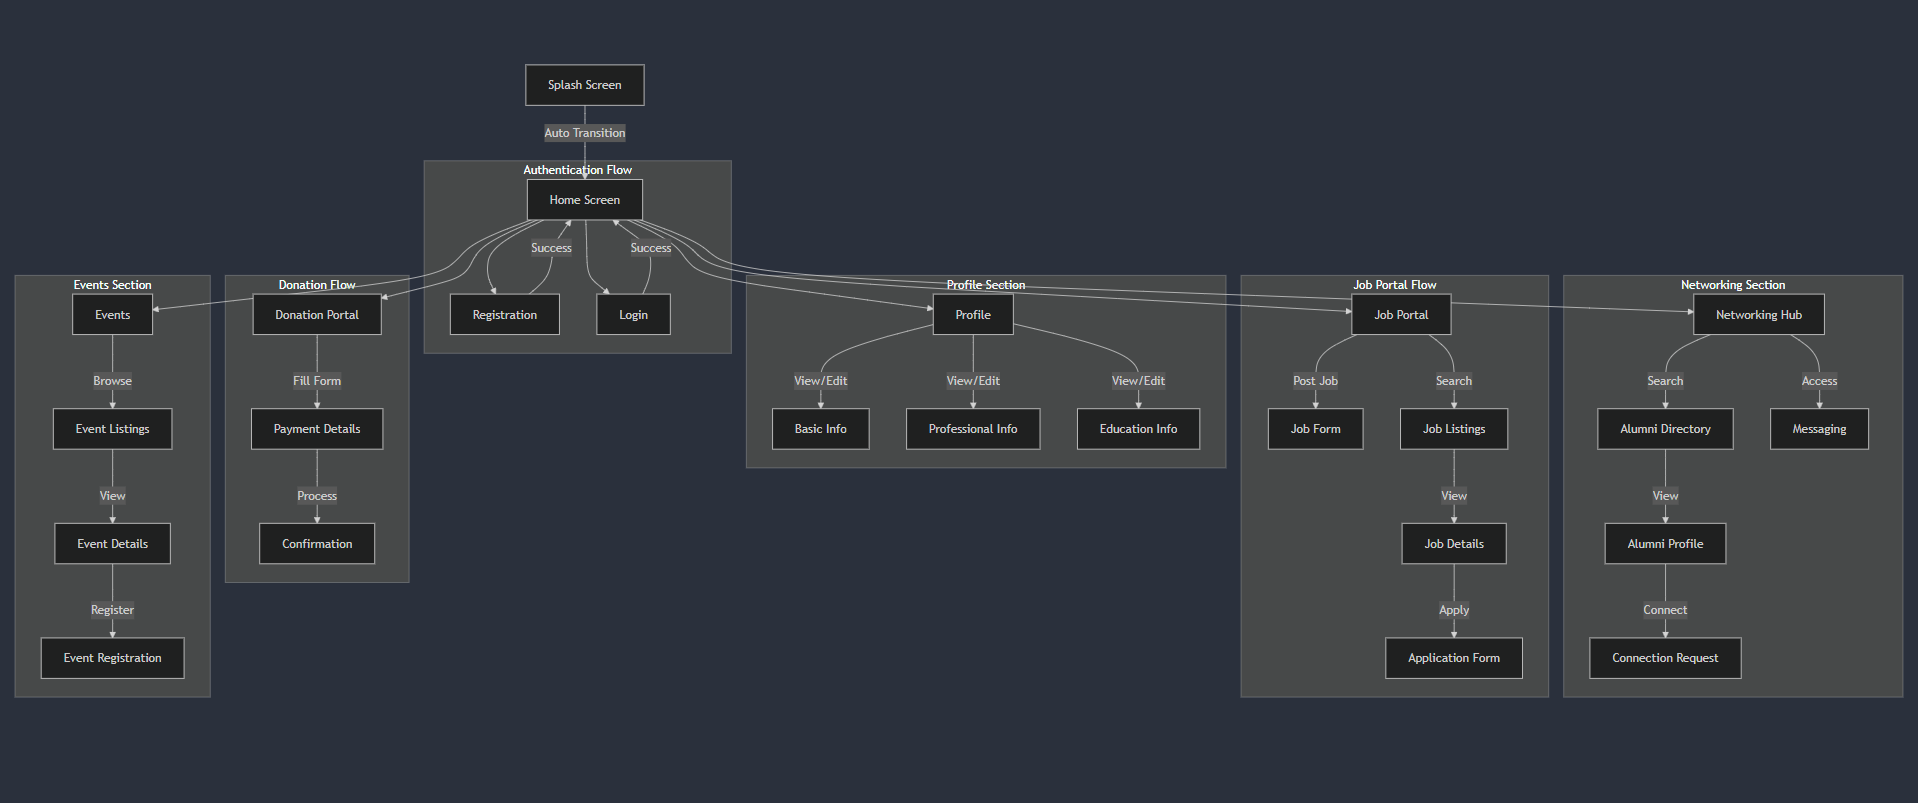 Splash Screen
Auto Transition
Authentication Flow
Home Screen
Success
Success
Registration
Login
Events Section
Events
Browse
Event Listings
View
Event Details
Register
Event Registration
Donation Flow
Donation Portal
Fill Form
Payment Details
Process
Confirmation
Profile Section
Profile
View/Edit
View/Edit
View/Edit
Basic Info
Professional Info
Education Info
Job Portal Flow
Job Portal
Post Job
Search
Job Form
Job Listings
View
Job Details
Apply
Application Form
Networking Section
Networking Hub
Search
Access
Alumni Directory
Messaging
View
Alumni Profile
Connect
Connection Request